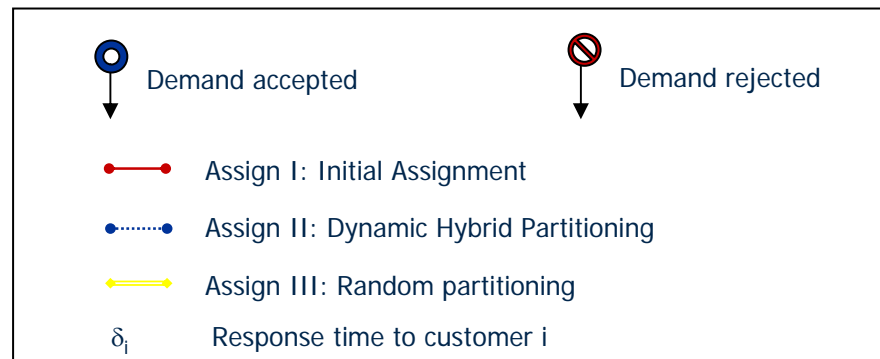 Demand accepted
Demand rejected
Assign I: Initial Assignment
Assign II: Dynamic Hybrid Partitioning
Assign III: Random partitioning
δi Response time to customer i